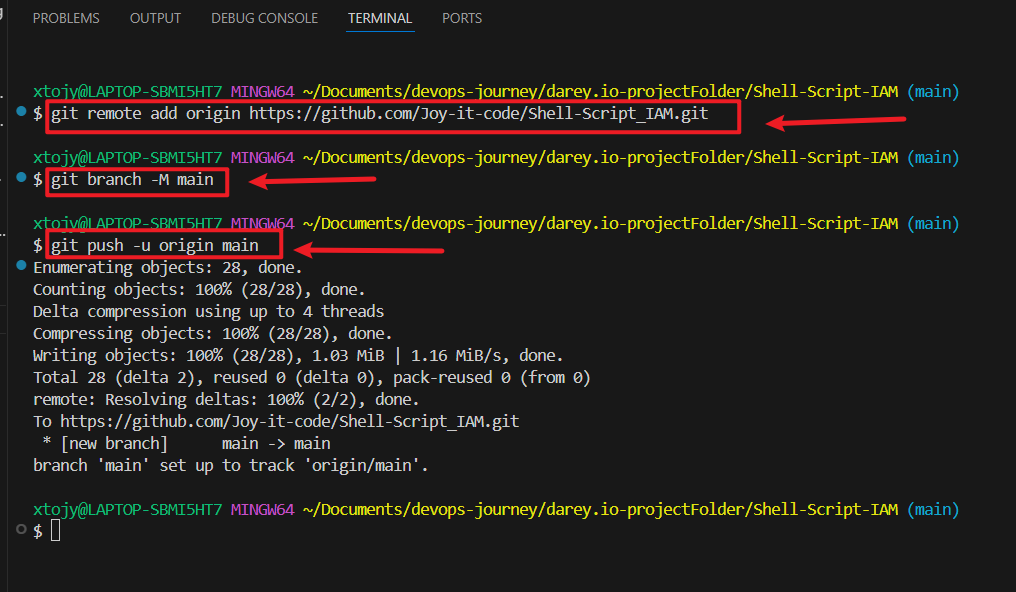 PROBLEMS OUTPUT DEBUG CONSOLE TERMINAL PORTS
xtojy@LAPTOP-SBMI5HT7 MINGW64 ~/Documents/devops-journey/darey.io-projectFolder/Shell-Script-IAM (main)
$ git remote add origin https://github.com/Joy-it-code/Shell-Script_IAM.git
xtojy@LAPTOP-SBMI5HT7 MINGW64 ~/Documents/devops-journey/darey.io-projectFolder/Shell-Script-IAM (main)
$ git branch -M main
xtojy@LAPTOP-SBMI5HT7 MINGW64 ~/Documents/devops-journey/darey.io-projectFolder/Shell-Script-IAM (main)
$ git push -u origin main
Enumerating objects: 28, done.
Counting objects: 100% (28/28), done.
Delta compression using up to 4 threads
Compressing objects: 100% (28/28), done.
Writing objects: 100% (28/28), 1.03 MiB | 1.16 MiB/s, done.
Total 28 (delta 2), reused 0 (delta 0), pack-reused 0 (from 0)
remote: Resolving deltas: 100% (2/2), done.
To https://github.com/Joy-it-code/Shell-Script_IAM.git
 * [new branch]      main -> main
branch 'main' set up to track 'origin/main'.
xtojy@LAPTOP-SBMI5HT7 MINGW64 ~/Documents/devops-journey/darey.io-projectFolder/Shell-Script-IAM (main)
$